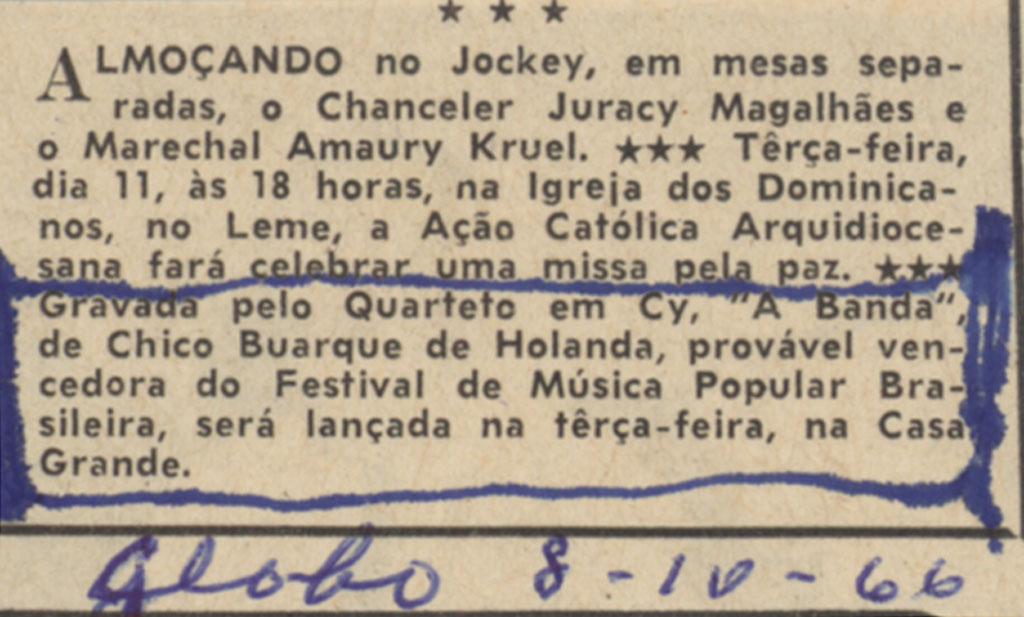 ★ ★ ★
ALMOÇANDO no Jockey, em mesas sepa-
radas, o Chanceler Juracy Magalhães e
o Marechal Amaury Kruel. ★★★ Têrça-feira,
dia 11, às 18 horas, na Igreja dos Dominica-
nos, no Leme, a Ação Católica Arquidioce-
sana fará celebrar uma missa pela paz. ★★★
Gravada pelo Quarteto em Cy, "A Banda",
de Chico Buarque de Holanda, provável ven-
cedora do Festival de Música Popular Bra-
sileira, será lançada na têrça-feira, na Casa
Grande.
Globo 8-10-66